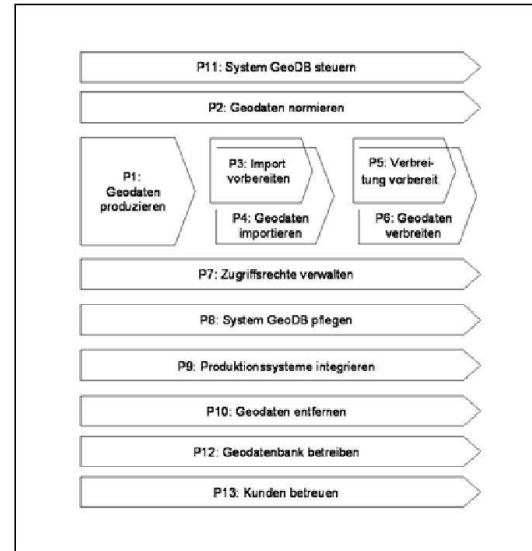 P11: System GeoDB steuern
P2: Geodaten normieren
P1:
Geodaten
produzieren
P3: Import
vorbereiten
P4: Geodaten
importieren
P5: Verbrei-
tung vorbereit
P6: Geodaten
verbreiten
P7: Zugriffsrechte verwalten
P8: System GeoDB pflegen
P9: Produktionssysteme integrieren
P10: Geodaten entfernen
P12: Geodatenbank betreiben
P13: Kunden betreuen